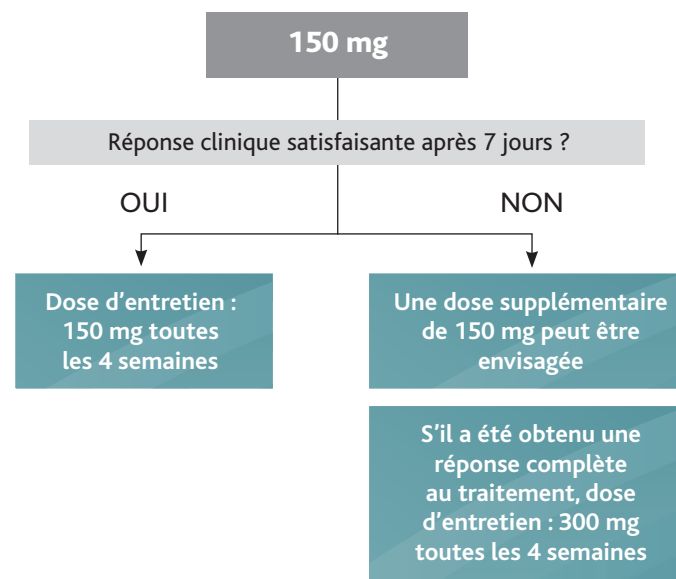 150 mg
Réponse clinique satisfaisante après 7 jours ?
OUI
NON
Dose d’entretien :
150 mg toutes
les 4 semaines
Une dose supplémentaire
de 150 mg peut être
envisagée
S’il a été obtenu une
réponse complète
au traitement, dose
d’entretien : 300 mg
toutes les 4 semaines